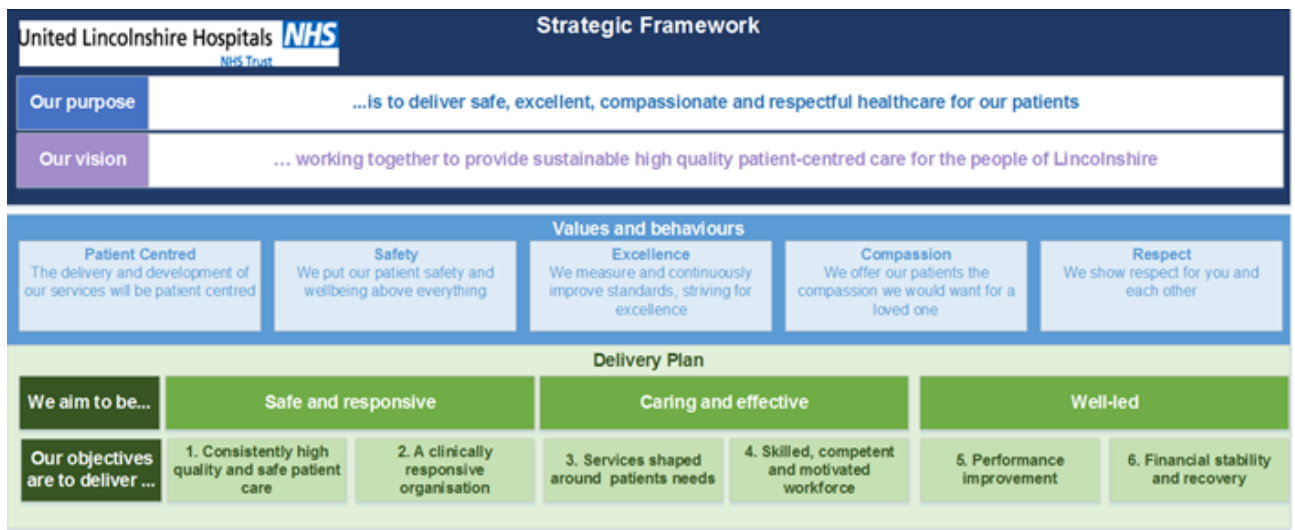 Strategic Framework
United Lincolnshire Hospitals NHS
NHS Trust
Our purpose
...is to deliver safe, excellent, compassionate and respectful healthcare for our patients
Our vision
... working together to provide sustainable high quality patient-centred care for the people of Lincolnshire
Values and behaviours
Patient Centred
The delivery and development of
our services will be patient centred
Safety
We put our patient safety and
wellbeing above everything
Excellence
We measure and continuously
improve standards, striving for
excellence
Compassion
We offer our patients the
compassion we would want for a
loved one
Respect
We show respect for you and
each other
Delivery Plan
We aim to be...
Safe and responsive
Caring and effective
Well-led
Our objectives
are to deliver ...
1. Consistently high
quality and safe patient
care
2. A clinically
responsive
organisation
3. Services shaped
around patients needs
4. Skilled, competent
and motivated
workforce
5. Performance
improvement
6. Financial stability
and recovery